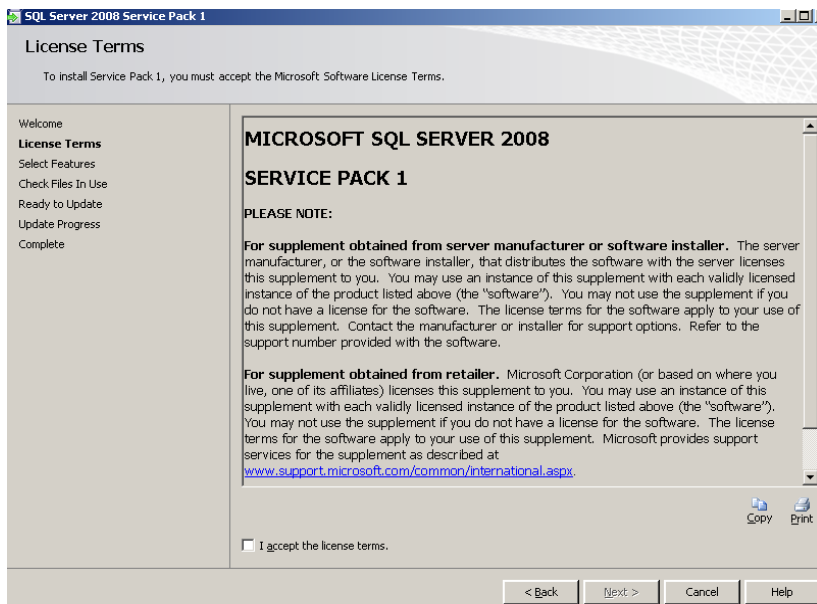 SQL Server 2008 Service Pack 1
License Terms
To install Service Pack 1, you must accept the Microsoft Software License Terms.
Welcome
License Terms
Select Features
Check Files In Use
Ready to Update
Update Progress
Complete
MICROSOFT SQL SERVER 2008
SERVICE PACK 1
PLEASE NOTE:
For supplement obtained from server manufacturer or software installer. The server
manufacturer, or the software installer, that distributes the software with the server licenses
this supplement to you. You may use an instance of this supplement with each validly licensed
instance of the product listed above (the "software"). You may not use the supplement if you
do not have a license for the software. The license terms for the software apply to your use of
this supplement. Contact the manufacturer or installer for support options. Refer to the
support number provided with the software.
For supplement obtained from retailer. Microsoft Corporation (or based on where you
live, one of its affiliates) licenses this supplement to you. You may use an instance of this
supplement with each validly licensed instance of the product listed above (the "software").
You may not use the supplement if you do not have a license for the software. The license
terms for the software apply to your use of this supplement. Microsoft provides support
services for the supplement as described at
www.support.microsoft.com/common/international.aspx.
Copy Print
I accept the license terms.
< Back Next > Cancel Help